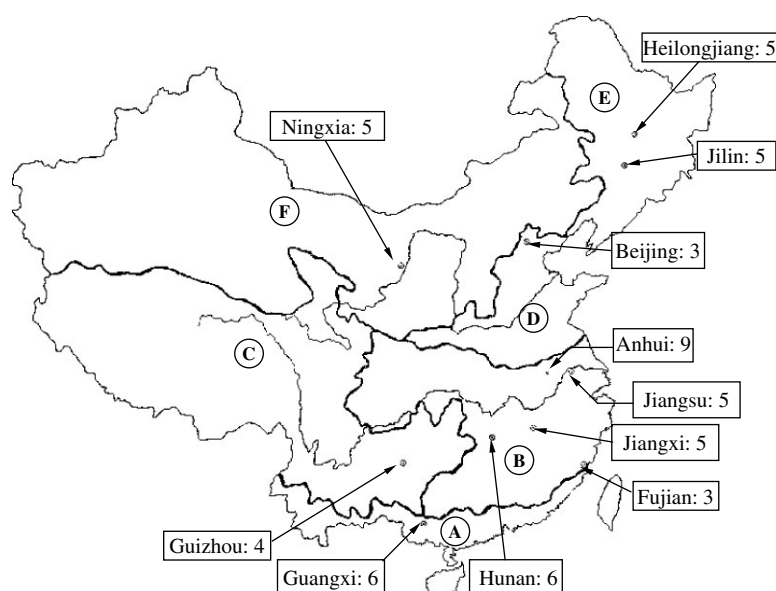 Heilongjiang: 5
E
Ningxia: 5
Jilin: 5
F
Beijing: 3
D
C
Anhui: 9
Jiangsu: 5
Jiangxi: 5
B
Fujian: 3
A
Guizhou: 4
Guangxi: 6
Hunan: 6